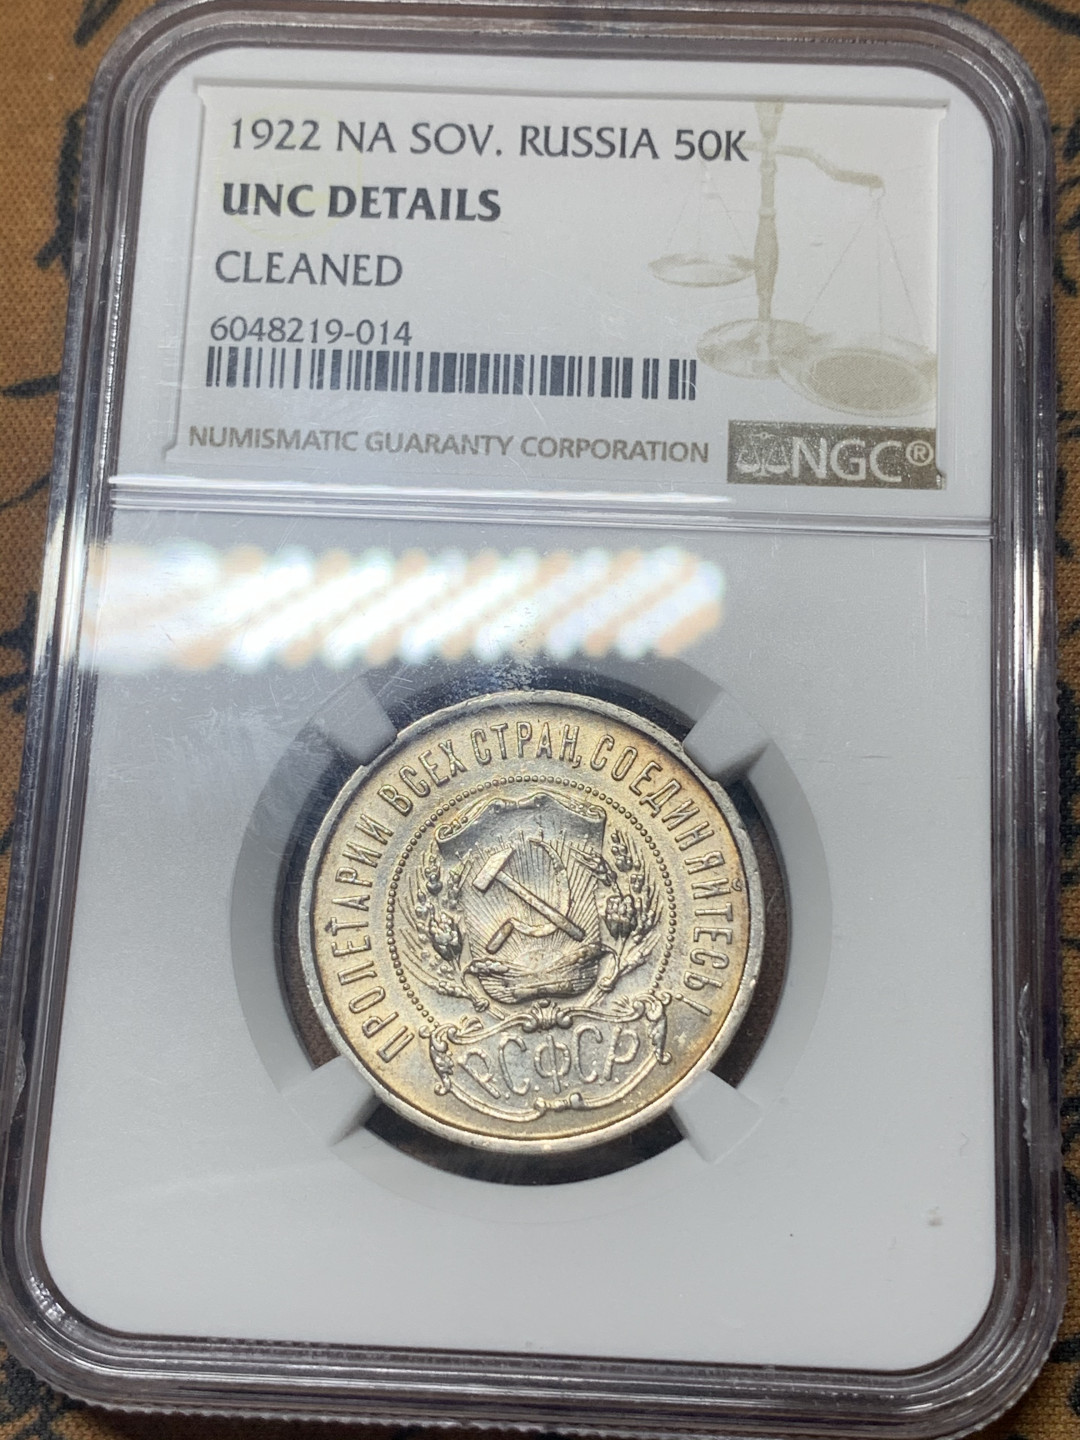 1922 NA SOV. RUSSIA 50K
UNC DETAILS
CLEANED
6048219-014
NUMISMATIC GUARANTY CORPORATION
NGC®
ПРОЛЕТАРИИ ВСЕХ СТРАН, СОЕДИНЯЙТЕСЬ!
Р.С.Ф.С.Р.